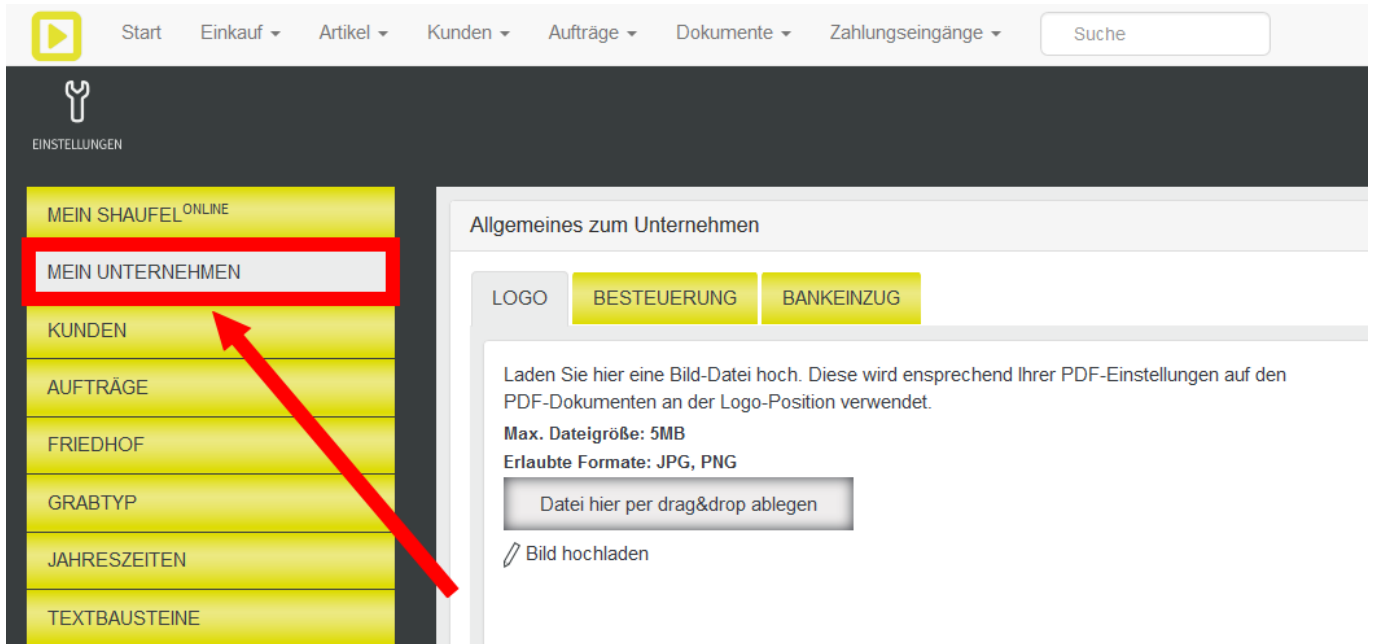 Start Einkauf Artikel Kunden Aufträge Dokumente Zahlungseingänge Suche
EINSTELLUNGEN
MEIN SHAUFEL ONLINE
MEIN UNTERNEHMEN
KUNDEN
AUFTRÄGE
FRIEDHOF
GRABTYP
JAHRESZEITEN
TEXTBAUSTEINE
Allgemeines zum Unternehmen
LOGO BESTEUERUNG BANKEINZUG
Laden Sie hier eine Bild-Datei hoch. Diese wird ensprechend Ihrer PDF-Einstellungen auf den
PDF-Dokumenten an der Logo-Position verwendet.
Max. Dateigröße: 5MB
Erlaubte Formate: JPG, PNG
Datei hier per drag&drop ablegen
Bild hochladen